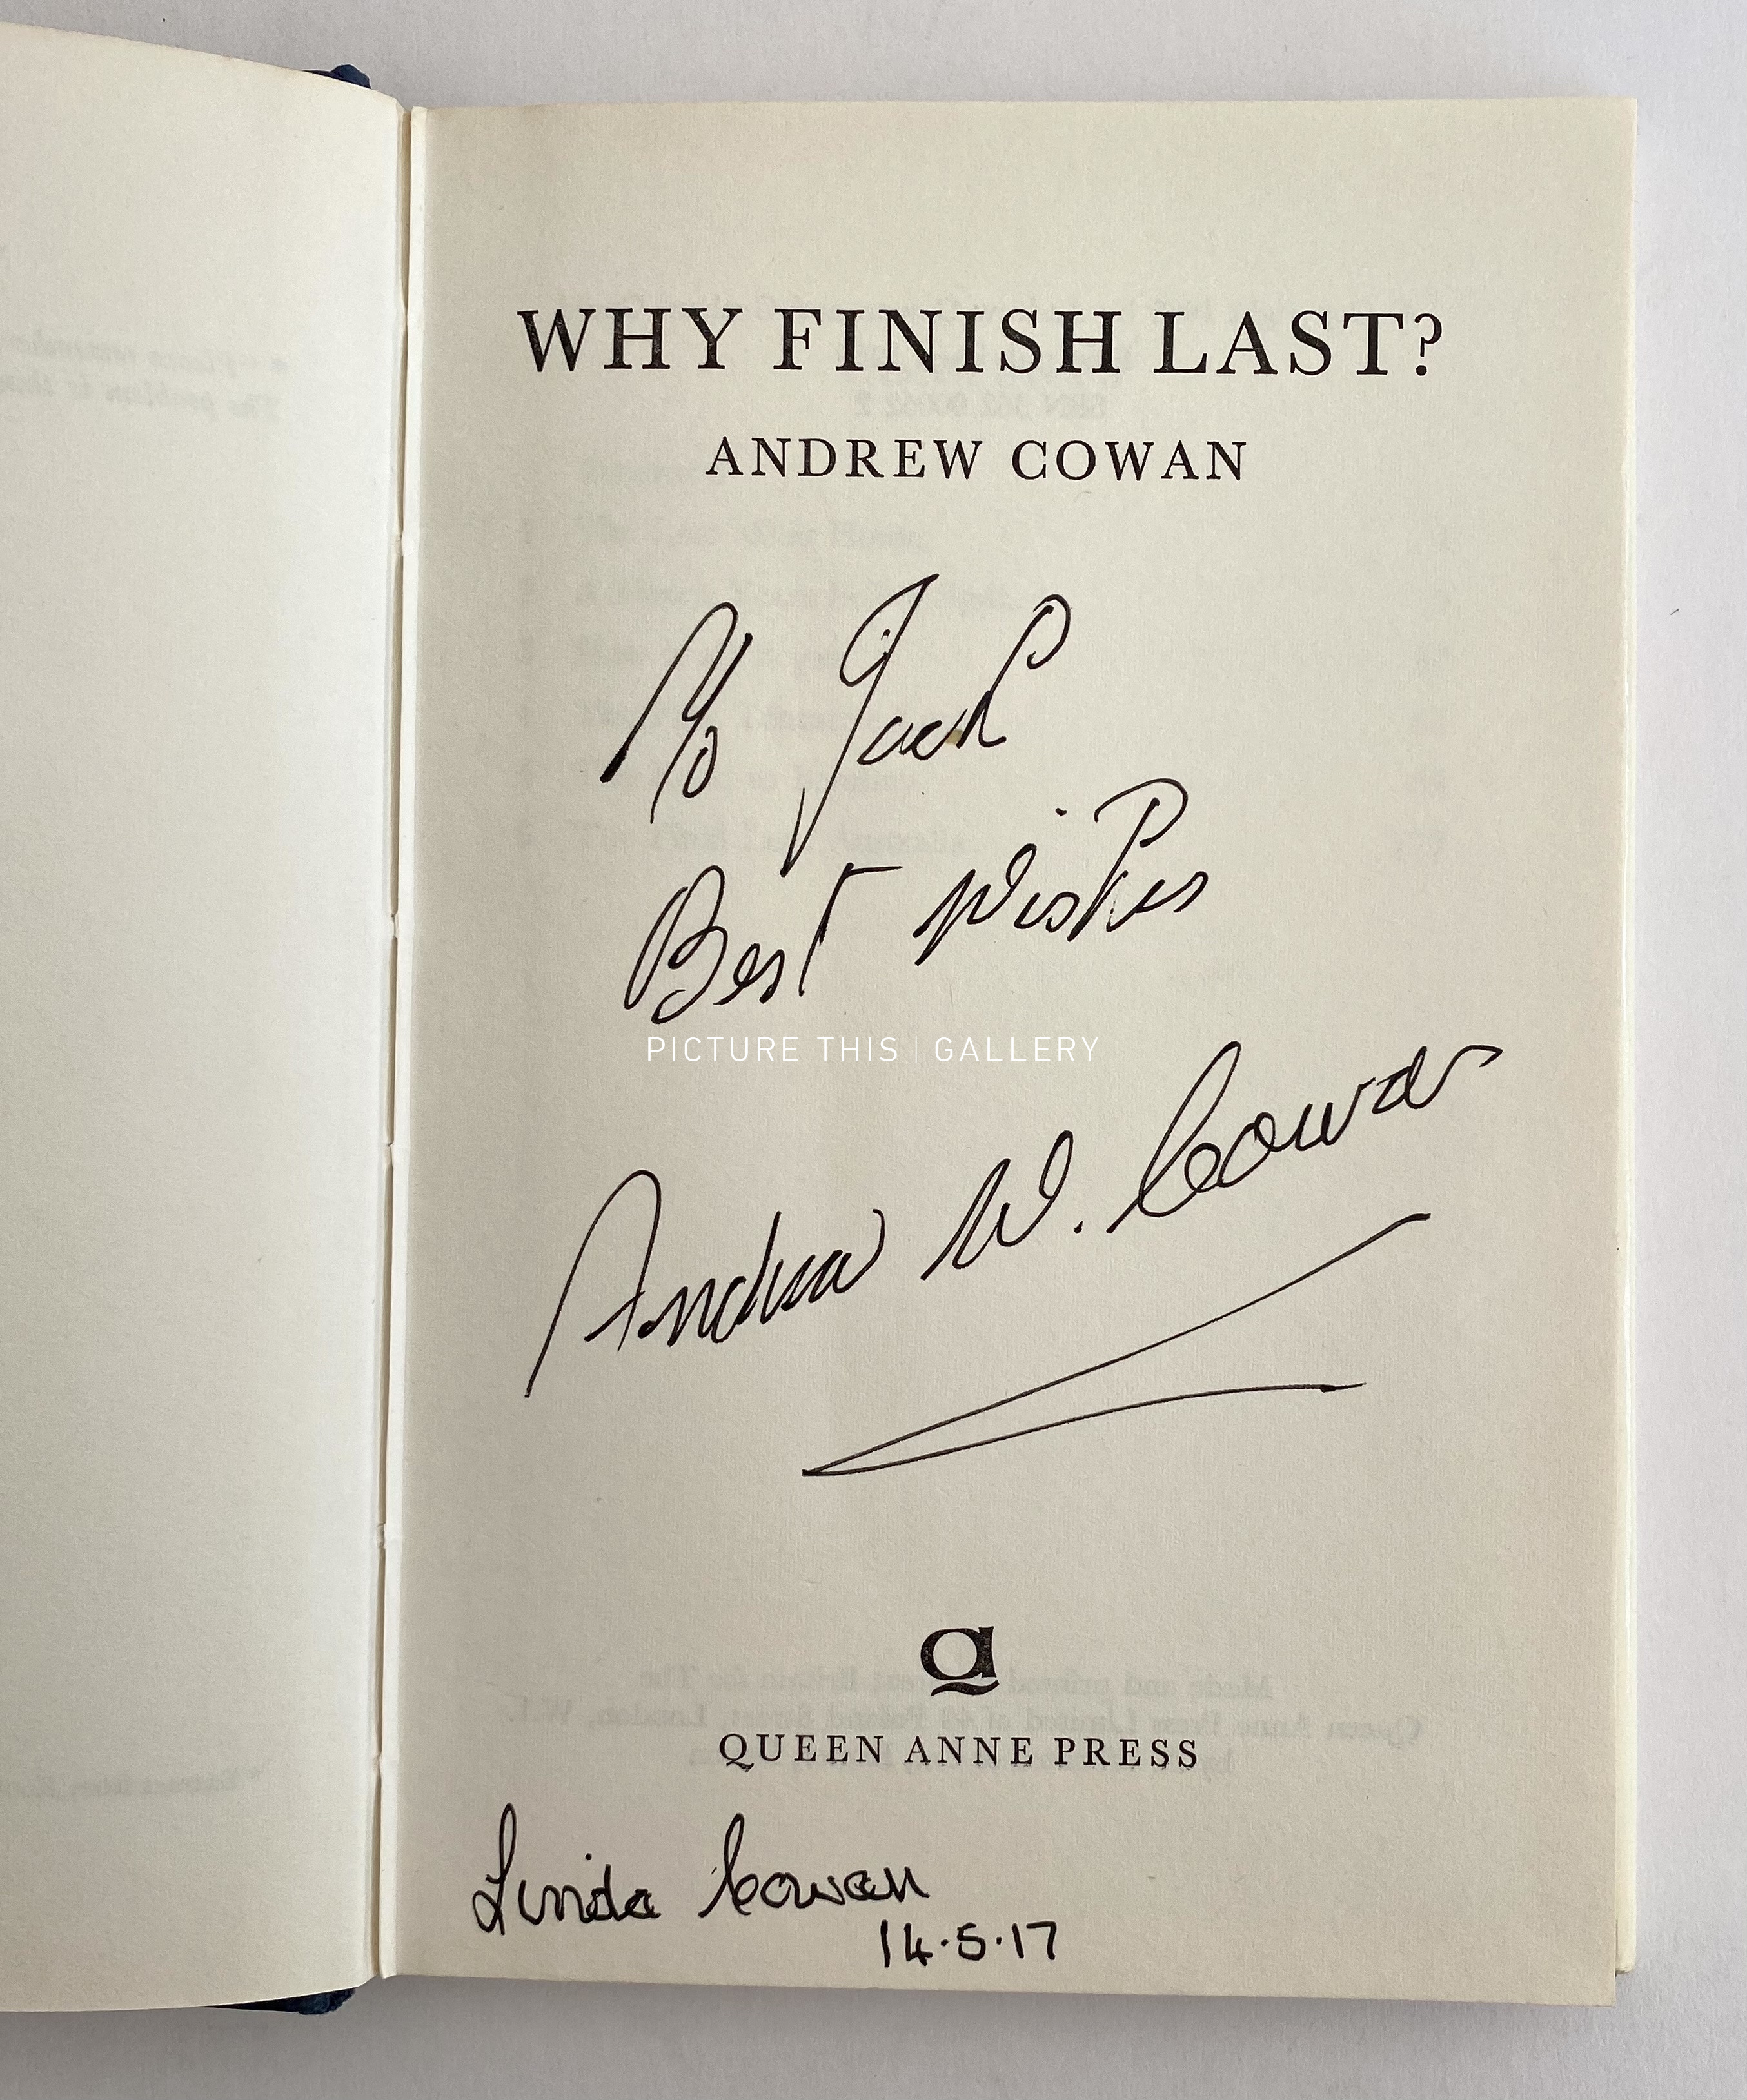 WHY FINISH LAST?
ANDREW COWAN
To Jack
Best Wishes
PICTURE THIS | GALLERY
Andrew W. Cowan
a
QUEEN ANNE PRESS
Linda Cowan
14.5.17